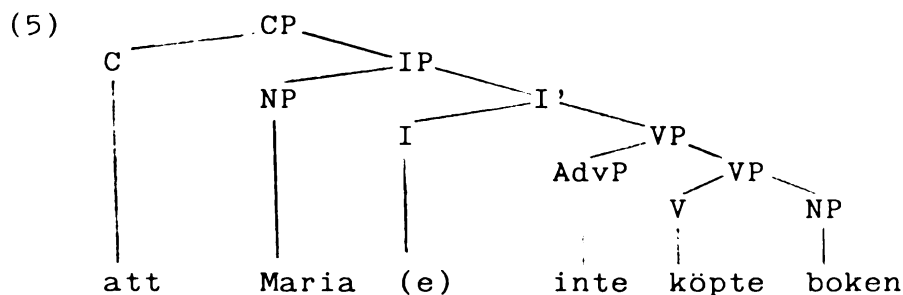 (5) CP
C IP
NP I'
I VP
AdvP VP
V NP
att Maria (e) inte köpte boken